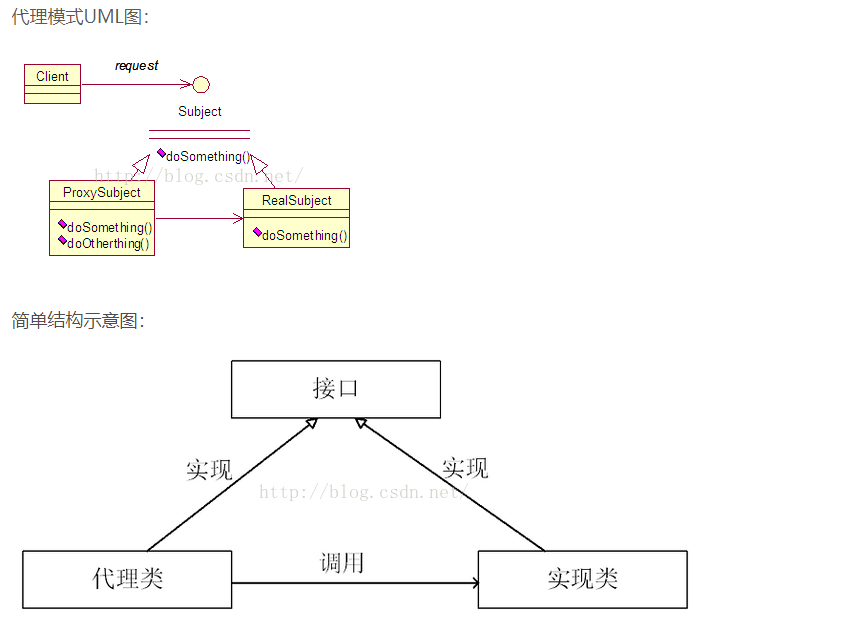 代理模式UML图：
request
Client
Subject
doSomething()
http://blog.csdn.net/
ProxySubject
RealSubject
doSomething()
doOtherthing()
doSomething()
简单结构示意图：
接口
实现
实现
http://blog.csdn.net/
调用
代理类
实现类